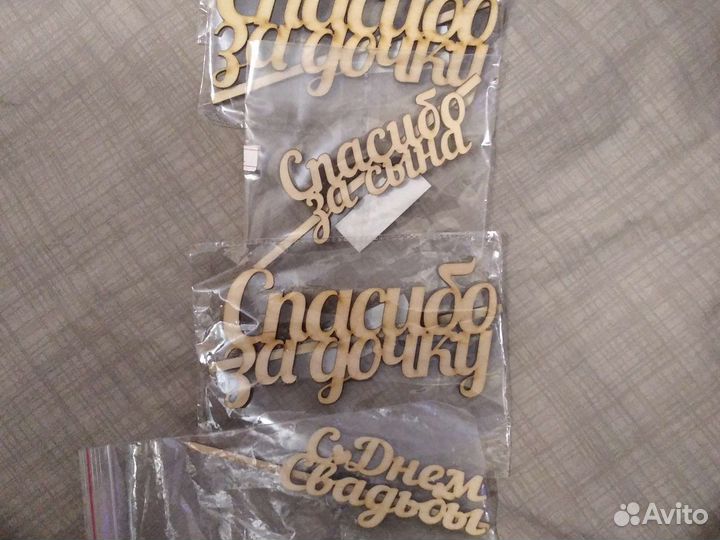 Спасибо
за дочку
Спасибо
за сына
Спасибо
за дочку
С Днем
Свадьбы
Avito